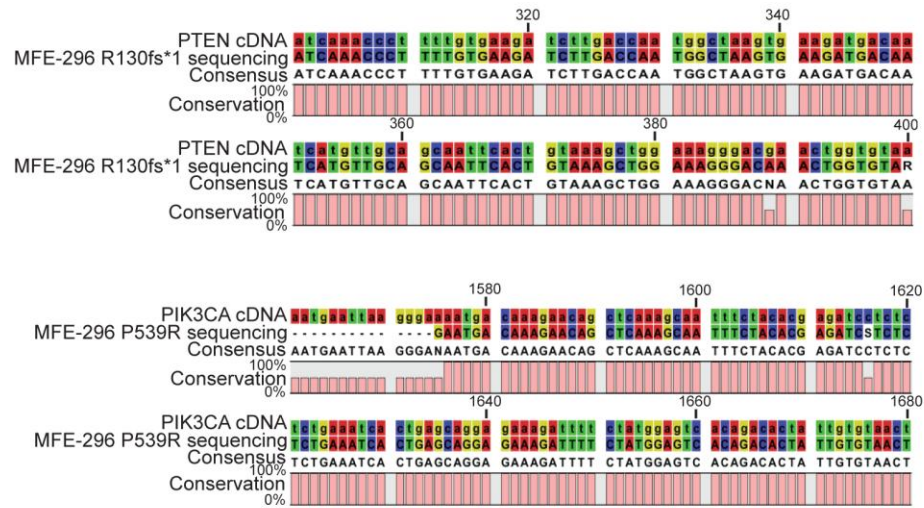 320 340
PTEN cDNA atcaaaccct tttgtgaaga tcttgaccaa tggctaagtg aagatgacaa
MFE-296 R130fs*1 sequencing ATCAAACCCT TTTGTGAAGA TCTTGACCAA TGGCTAAGTG AAGATGACAA
Consensus ATCAAACCCT TTTGTGAAGA TCTTGACCAA TGGCTAAGTG AAGATGACAA
100%
Conservation
0%
360 380 400
PTEN cDNA tcatgttgca gcaattcact gtaaagctgg aaagggacga actggtgtaa
MFE-296 R130fs*1 sequencing TCATGTTGCA GCAATTCACT GTAAAGCTGG AAAGGGACAA ACTGGTGTAR
Consensus TCATGTTGCA GCAATTCACT GTAAAGCTGG AAAGGGACNA ACTGGTGTAA
100%
Conservation
0%
1580 1600 1620
PIK3CA cDNA aatgaattaa gggaaaatga caaagaacag ctcaaagcaa tttctacacg agatcctctc
MFE-296 P539R sequencing ---------- ----GAATGA CAAAGAACAG CTCAAAGCAA TTTCTACACG AGATCSTCTC
Consensus AATGAATTAA GGGANAATGA CAAAGAACAG CTCAAAGCAA TTTCTACACG AGATCCTCTC
100%
Conservation
0%
1640 1660 1680
PIK3CA cDNA tctgaaatca ctgagcagga gaaagatttt ctatggagtc acagacacta ttgtgtaact
MFE-296 P539R sequencing TCTGAAATCA CTGAGCAGGA GAAAGATTTT CTATGGAGTC ACAGACACTA TTGTGTAACT
Consensus TCTGAAATCA CTGAGCAGGA GAAAGATTTT CTATGGAGTC ACAGACACTA TTGTGTAACT
100%
Conservation
0%